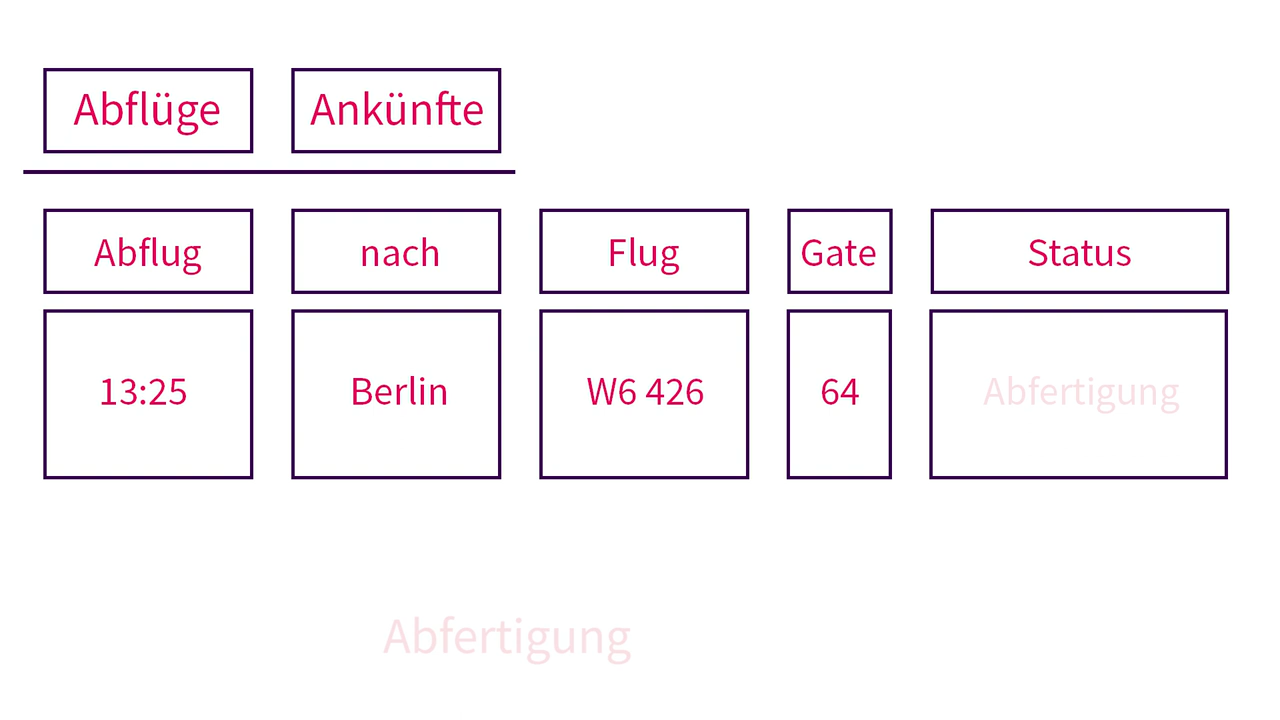 Abflüge Ankünfte
Abflug nach Flug Gate Status
13:25 Berlin W6 426 64 Abfertigung
Abfertigung